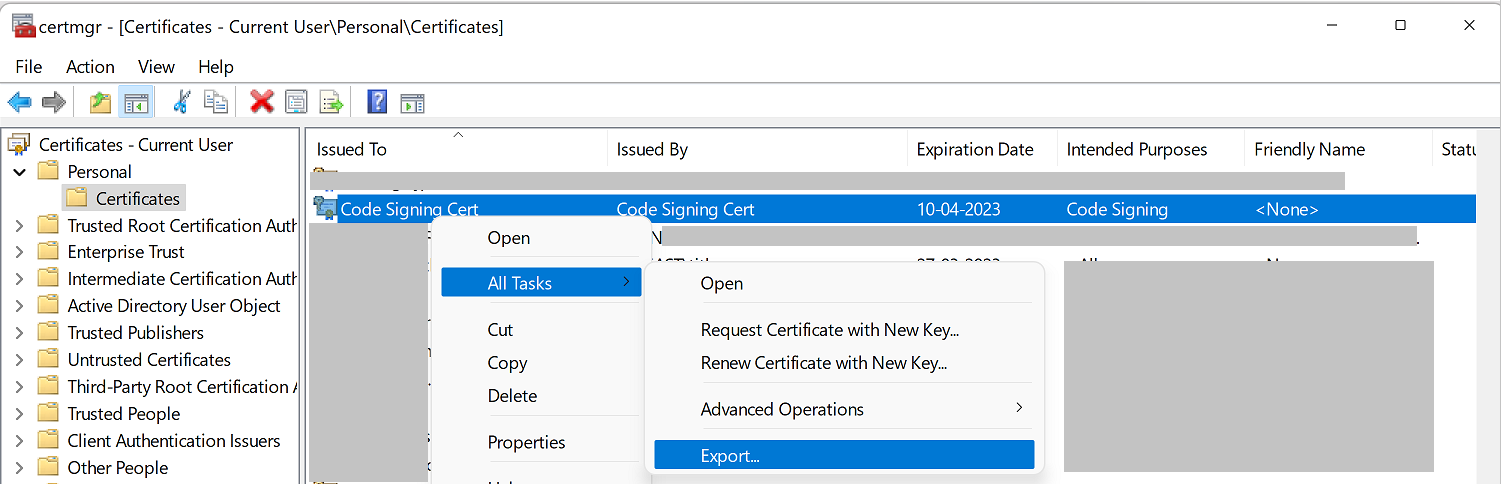 certmgr - [Certificates - Current User\Personal\Certificates]
File Action View Help
Certificates - Current User
Personal
Certificates
Trusted Root Certification Auth
Enterprise Trust
Intermediate Certification Auth
Active Directory User Object
Trusted Publishers
Untrusted Certificates
Third-Party Root Certification A
Trusted People
Client Authentication Issuers
Other People
Issued To Issued By Expiration Date Intended Purposes Friendly Name Statu
Code Signing Cert Code Signing Cert 10-04-2023 Code Signing <None>
N
Open
All Tasks
Cut
Copy
Delete
Properties
Open
Request Certificate with New Key...
Renew Certificate with New Key...
Advanced Operations
Export...